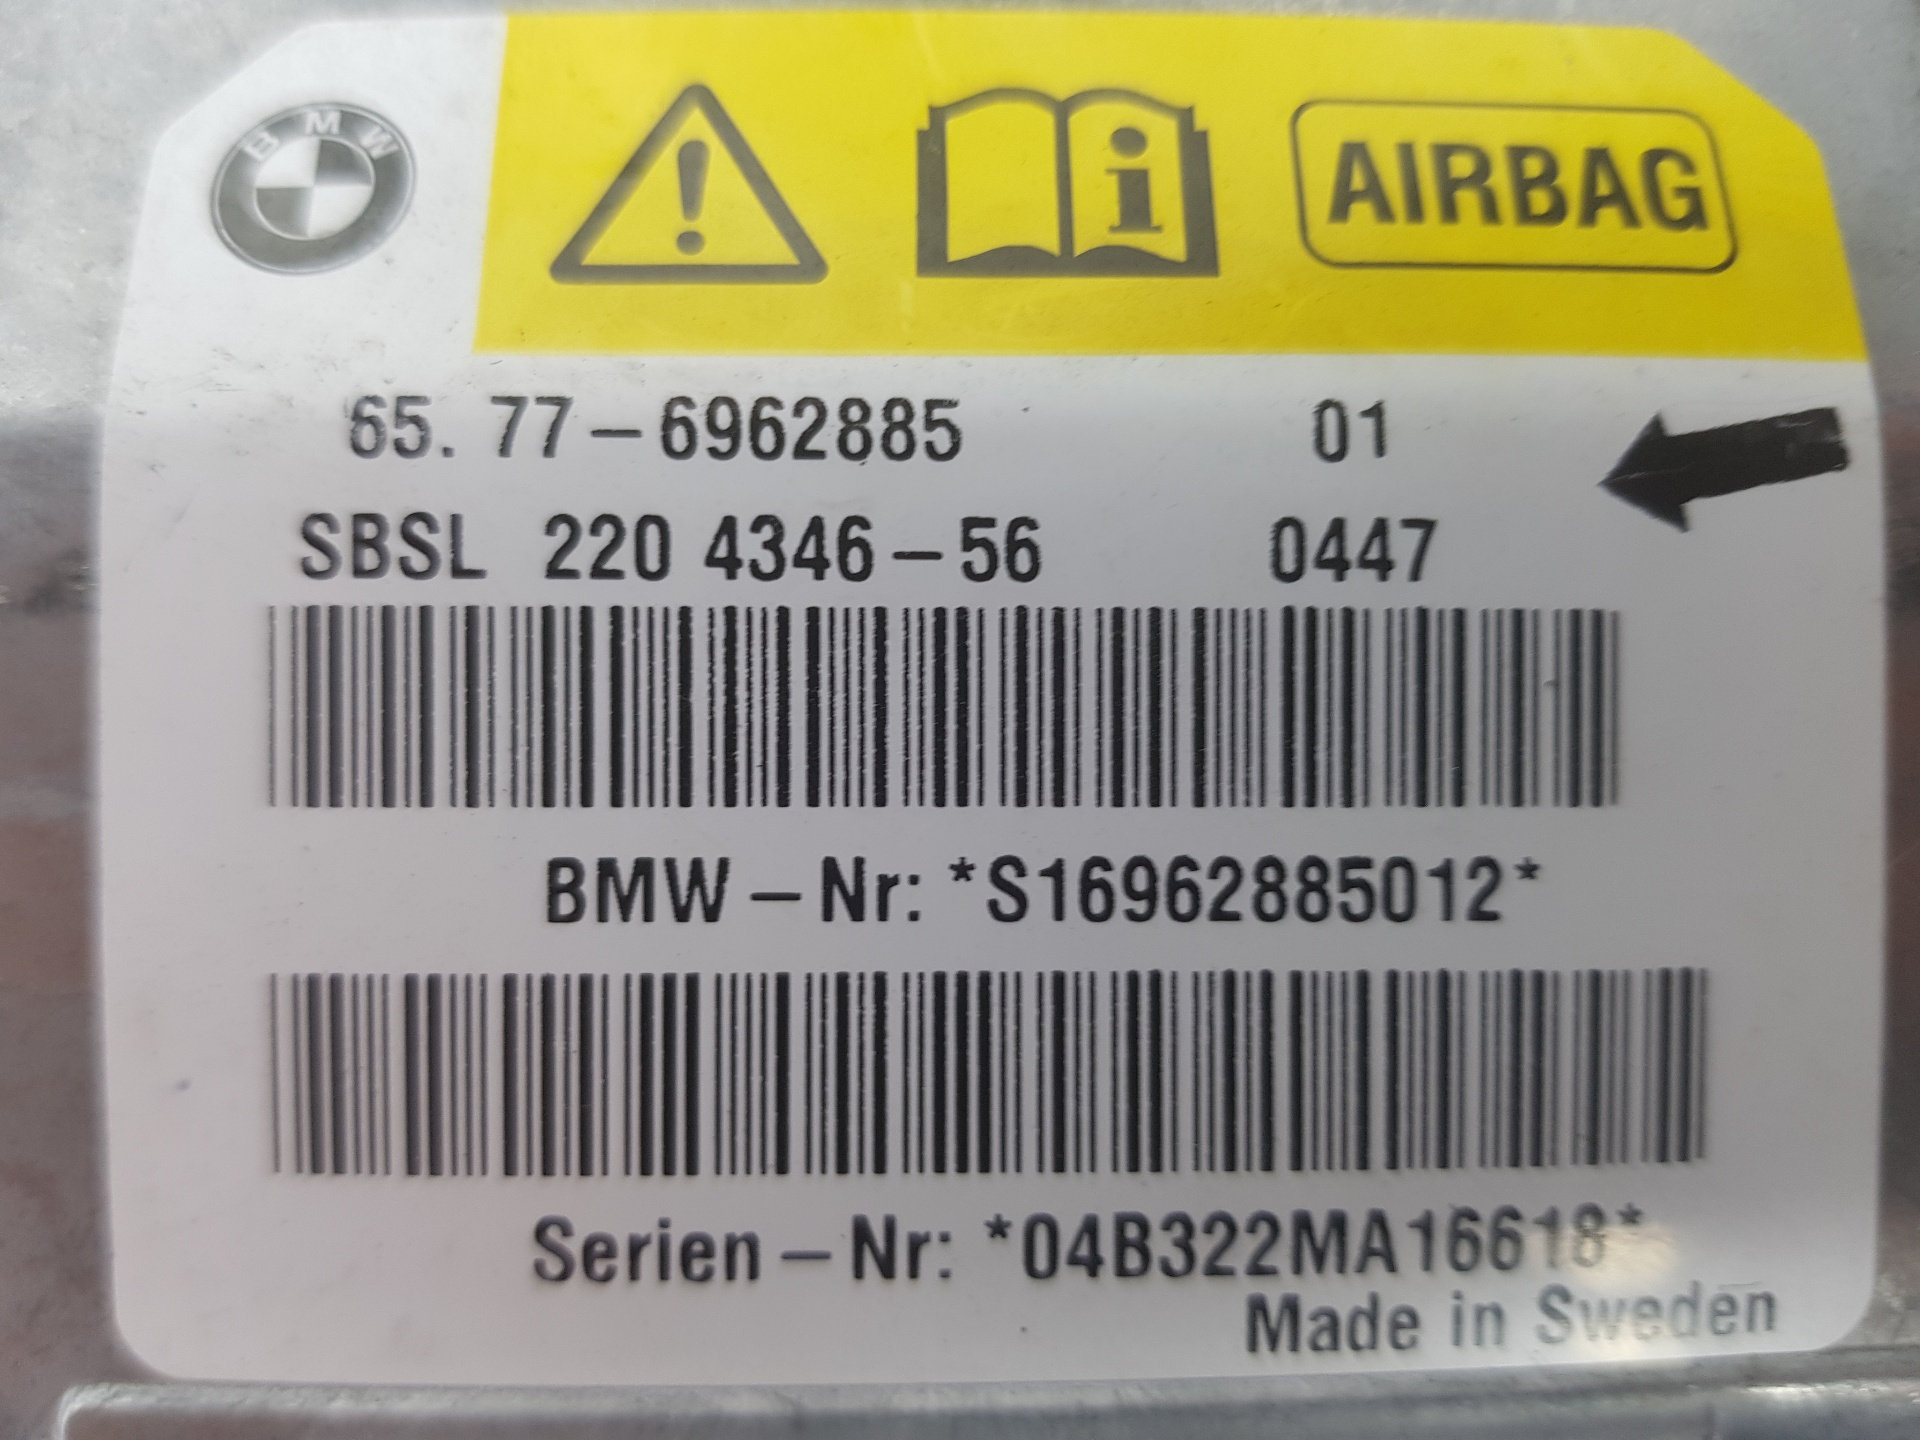 BMW
AIRBAG
65. 77-6962885 01
SBSL 220 4346-56 0447
BMW-Nr: *S16962885012*
Serien-Nr: *04B322MA16618*
Made in Sweden